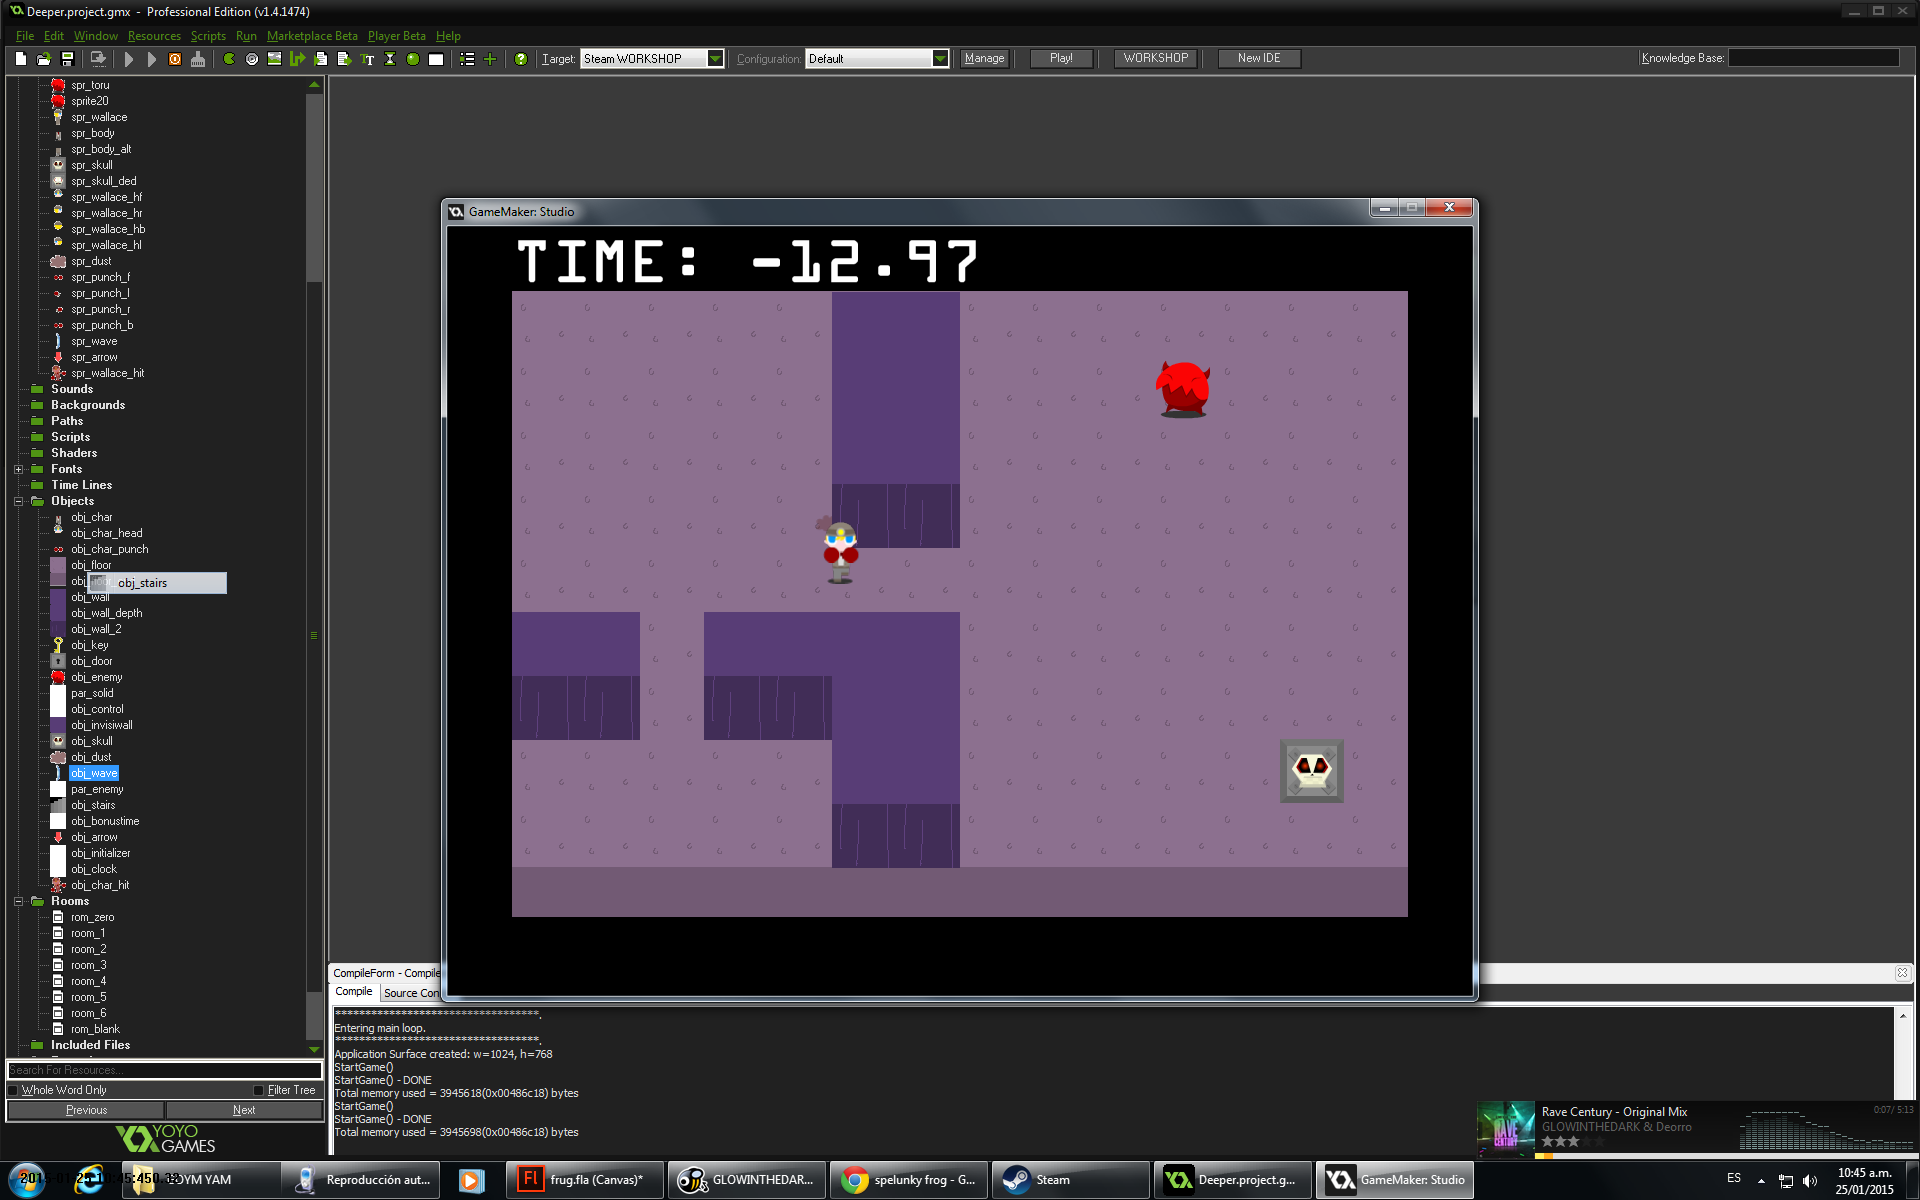 Deeper.project.gmx - Professional Edition (v1.4.1474)
File Edit Window Resources Scripts Run Marketplace Beta Player Beta Help
Target: Steam WORKSHOP Configuration: Default Manage Play! WORKSHOP New IDE Knowledge Base:
spr_toru
sprite20
spr_wallace
spr_body
spr_body_alt
spr_skull
spr_skull_ded
spr_wallace_hf
spr_wallace_hr
spr_wallace_hb
spr_wallace_hl
spr_dust
spr_punch_f
spr_punch_l
spr_punch_r
spr_punch_b
spr_wave
spr_arrow
spr_wallace_hit
Sounds
Backgrounds
Paths
Scripts
Shaders
Fonts
Time Lines
Objects
obj_char
obj_char_head
obj_char_punch
obj_floor
obj_stairs
obj_wall
obj_wall_depth
obj_wall_2
obj_key
obj_door
obj_enemy
par_solid
obj_control
obj_invisiwall
obj_skull
obj_dust
obj_wave
par_enemy
obj_stairs
obj_bonustime
obj_arrow
obj_initializer
obj_clock
obj_char_hit
Rooms
rom_zero
room_1
room_2
room_3
room_4
room_5
room_6
rom_blank
Included Files
Search For Resources...
Whole Word Only Filter Tree
Previous Next
YOYO
GAMES
GameMaker: Studio
TIME: -12.97
CompileForm - Compile
Compile Source Con
***********************************.
Entering main loop.
***********************************.
Application Surface created: w=1024, h=768
StartGame()
StartGame() - DONE
Total memory used = 3945618(0x00486c18) bytes
StartGame()
StartGame() - DONE
Total memory used = 3945698(0x00486c18) bytes
RAVE
CENTURY
Rave Century - Original Mix 0:07/ 5:13
GLOWINTHEDARK & Deorro
YAM Reproducción aut... Fl frug.fla (Canvas)* GLOWINTHEDAR... spelunky frog - G... Steam Deeper.project.g... GameMaker: Studio ES
10:45 a.m.
25/01/2015